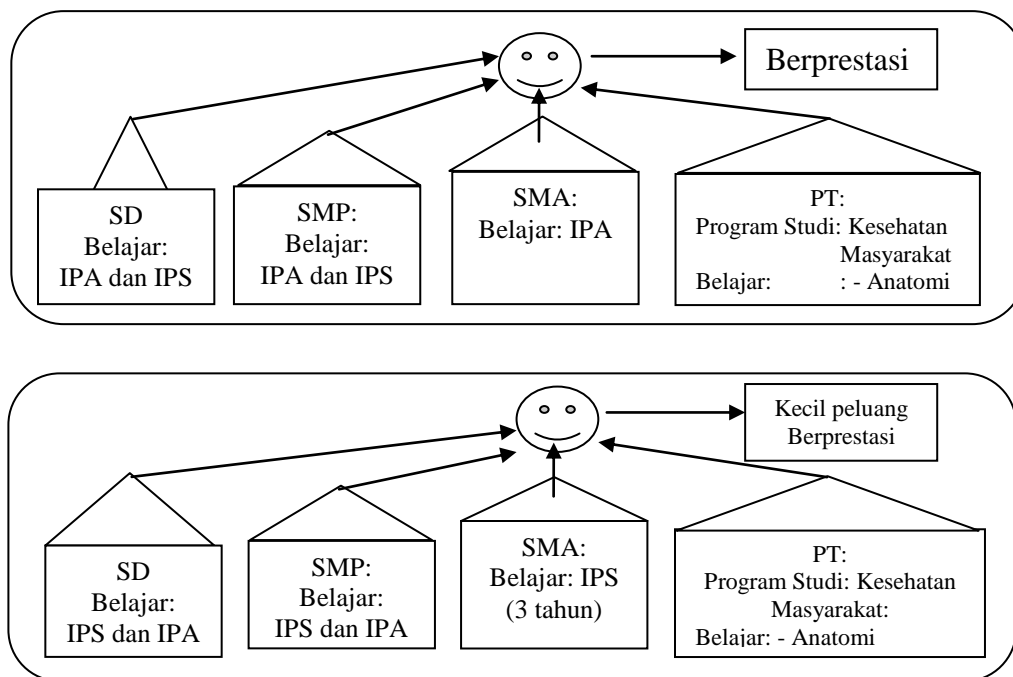 Berprestasi
SD
Belajar:
IPA dan IPS
SMP:
Belajar:
IPA dan IPS
SMA:
Belajar: IPA
PT:
Program Studi: Kesehatan
Masyarakat
Belajar: : - Anatomi
Kecil peluang
Berprestasi
SD
Belajar:
IPS dan IPA
SMP:
Belajar:
IPS dan IPA
SMA:
Belajar: IPS
(3 tahun)
PT:
Program Studi: Kesehatan
Masyarakat:
Belajar: - Anatomi